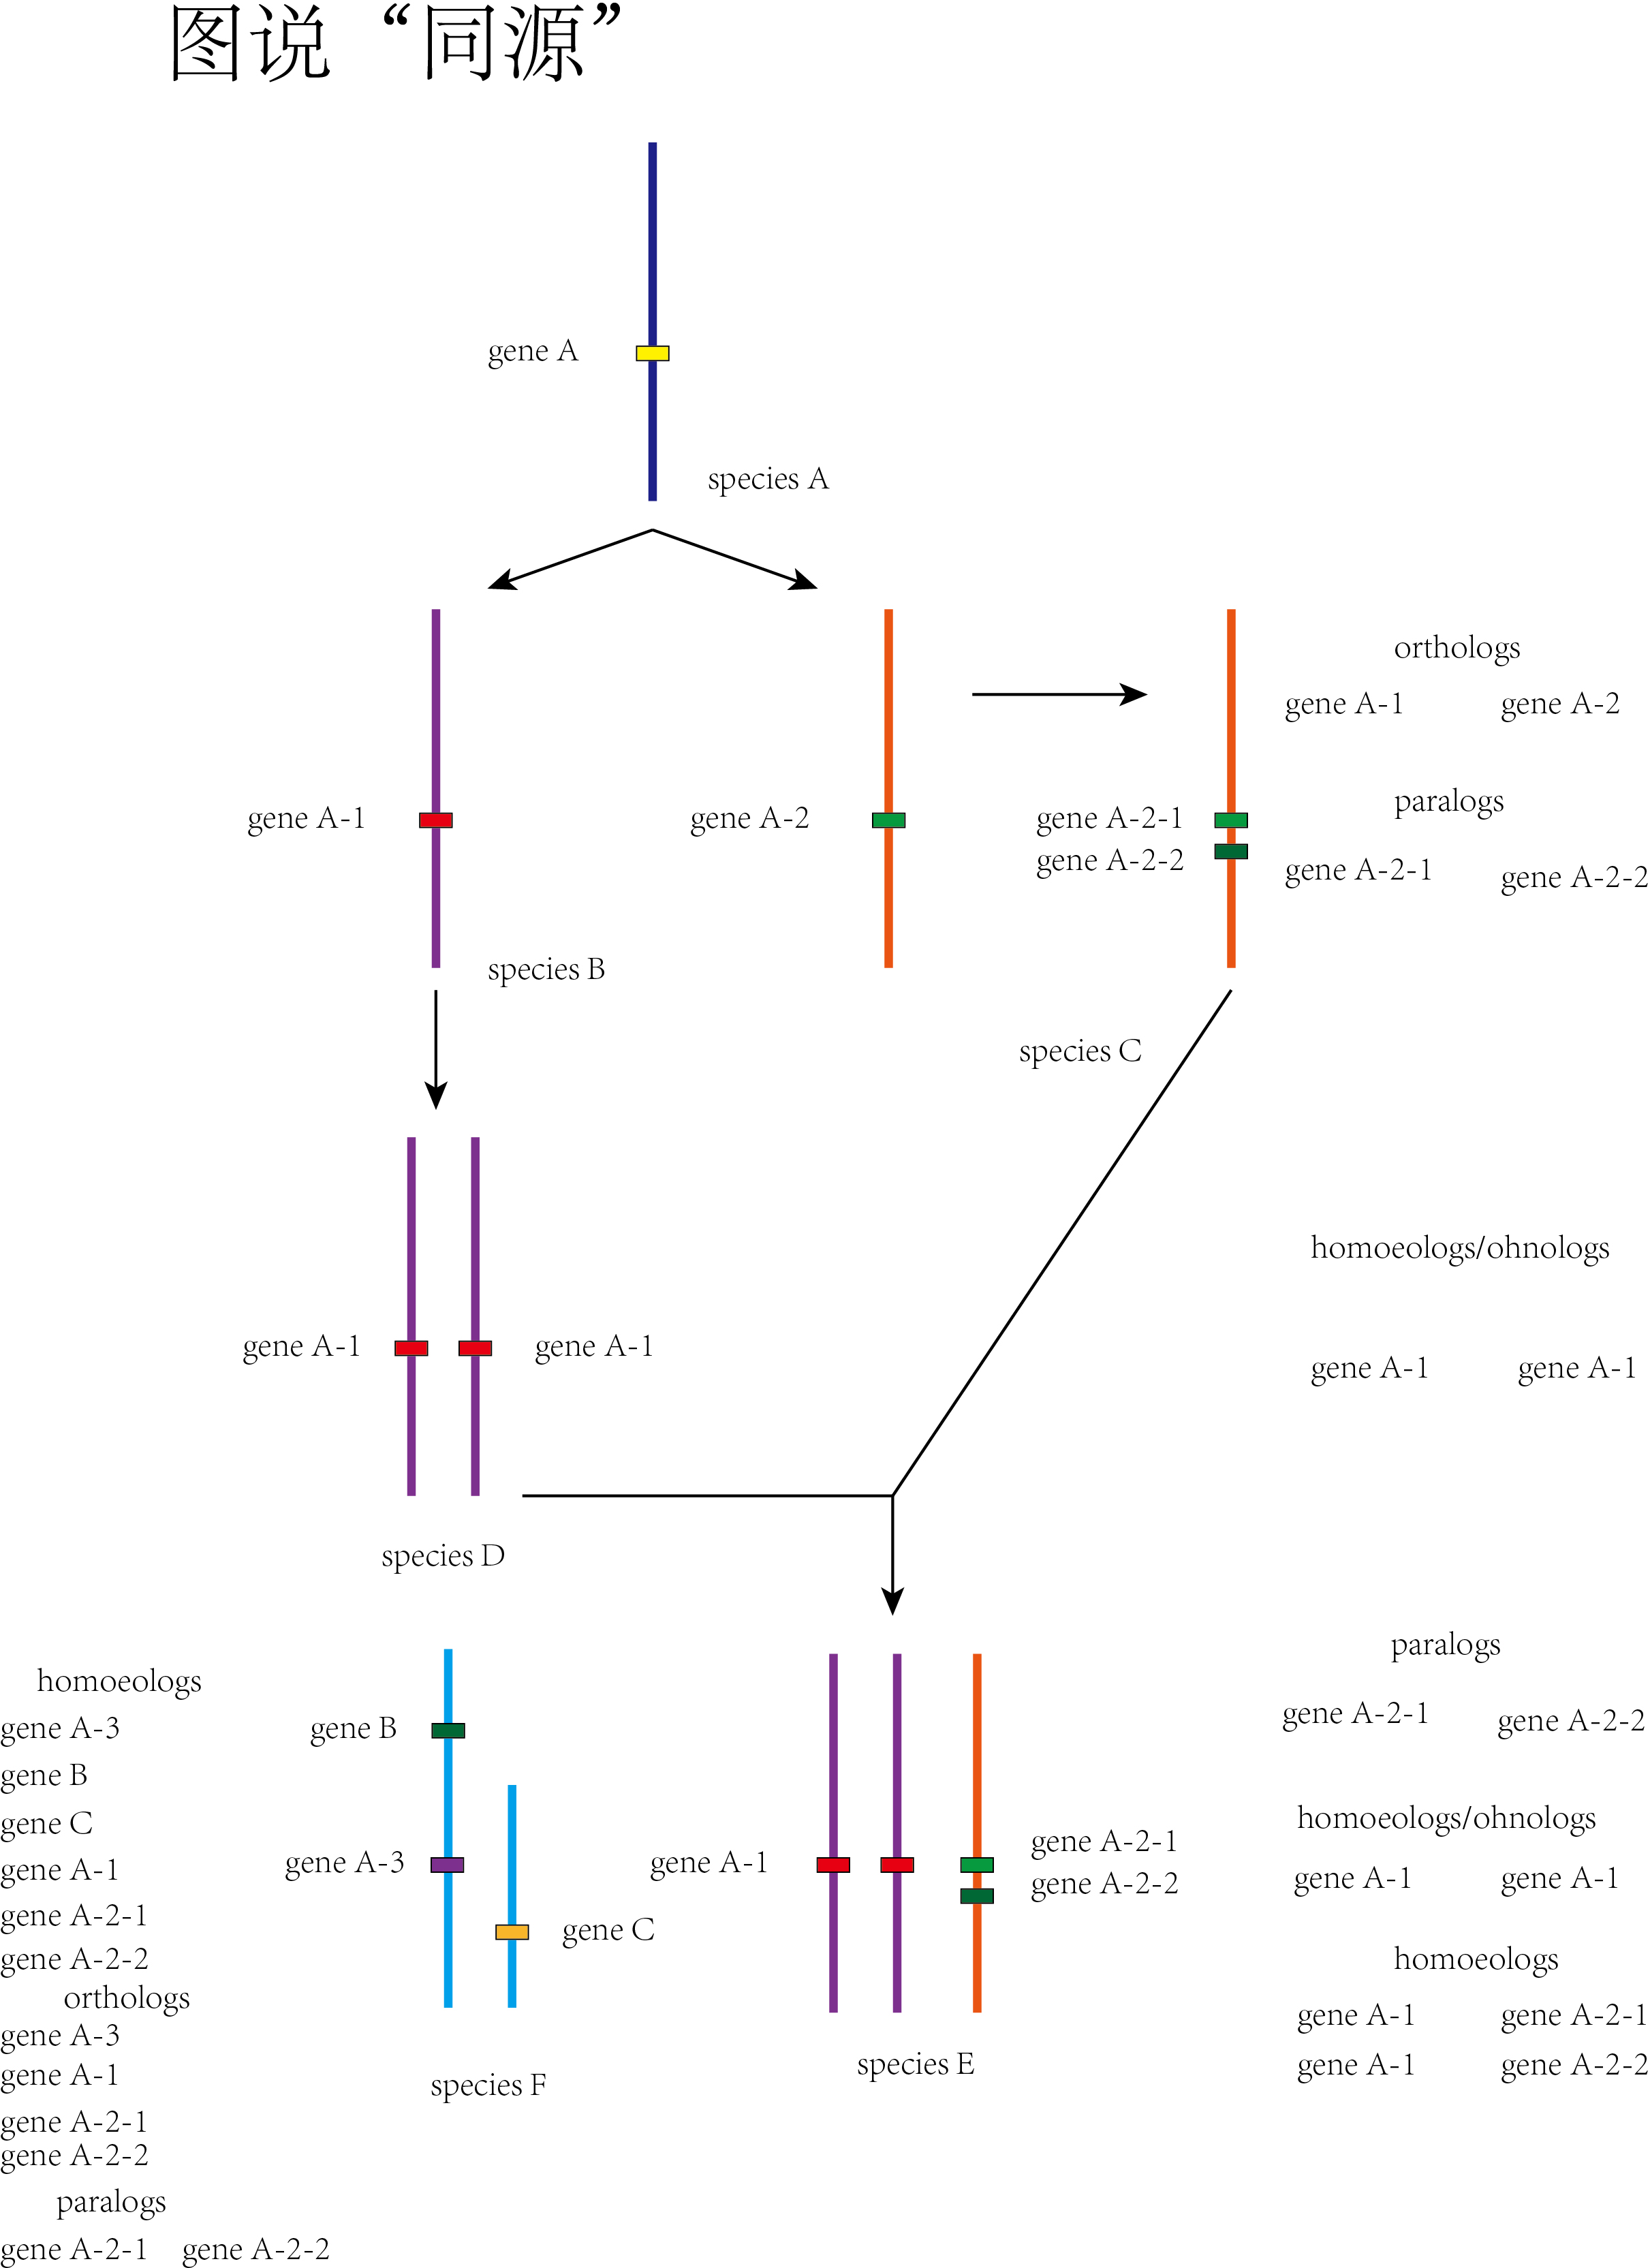 图说“同源”
gene A
species A
orthologs
gene A-1 gene A-2
paralogs
gene A-1 gene A-2 gene A-2-1
gene A-2-2
gene A-2-1 gene A-2-2
species B
species C
homoeologs/ohnologs
gene A-1 gene A-1
gene A-1 gene A-1
species D
paralogs
gene A-2-1 gene A-2-2
homoeologs
gene A-3
gene B
gene C
gene A-1
gene A-2-1
gene A-2-2
orthologs
gene A-3
gene A-1
gene A-2-1
gene A-2-2
paralogs
gene A-2-1 gene A-2-2
gene B
gene A-3
gene C
species F
gene A-1
gene A-2-1
gene A-2-2
species E
homoeologs/ohnologs
gene A-1 gene A-1
homoeologs
gene A-1 gene A-2-1
gene A-1 gene A-2-2